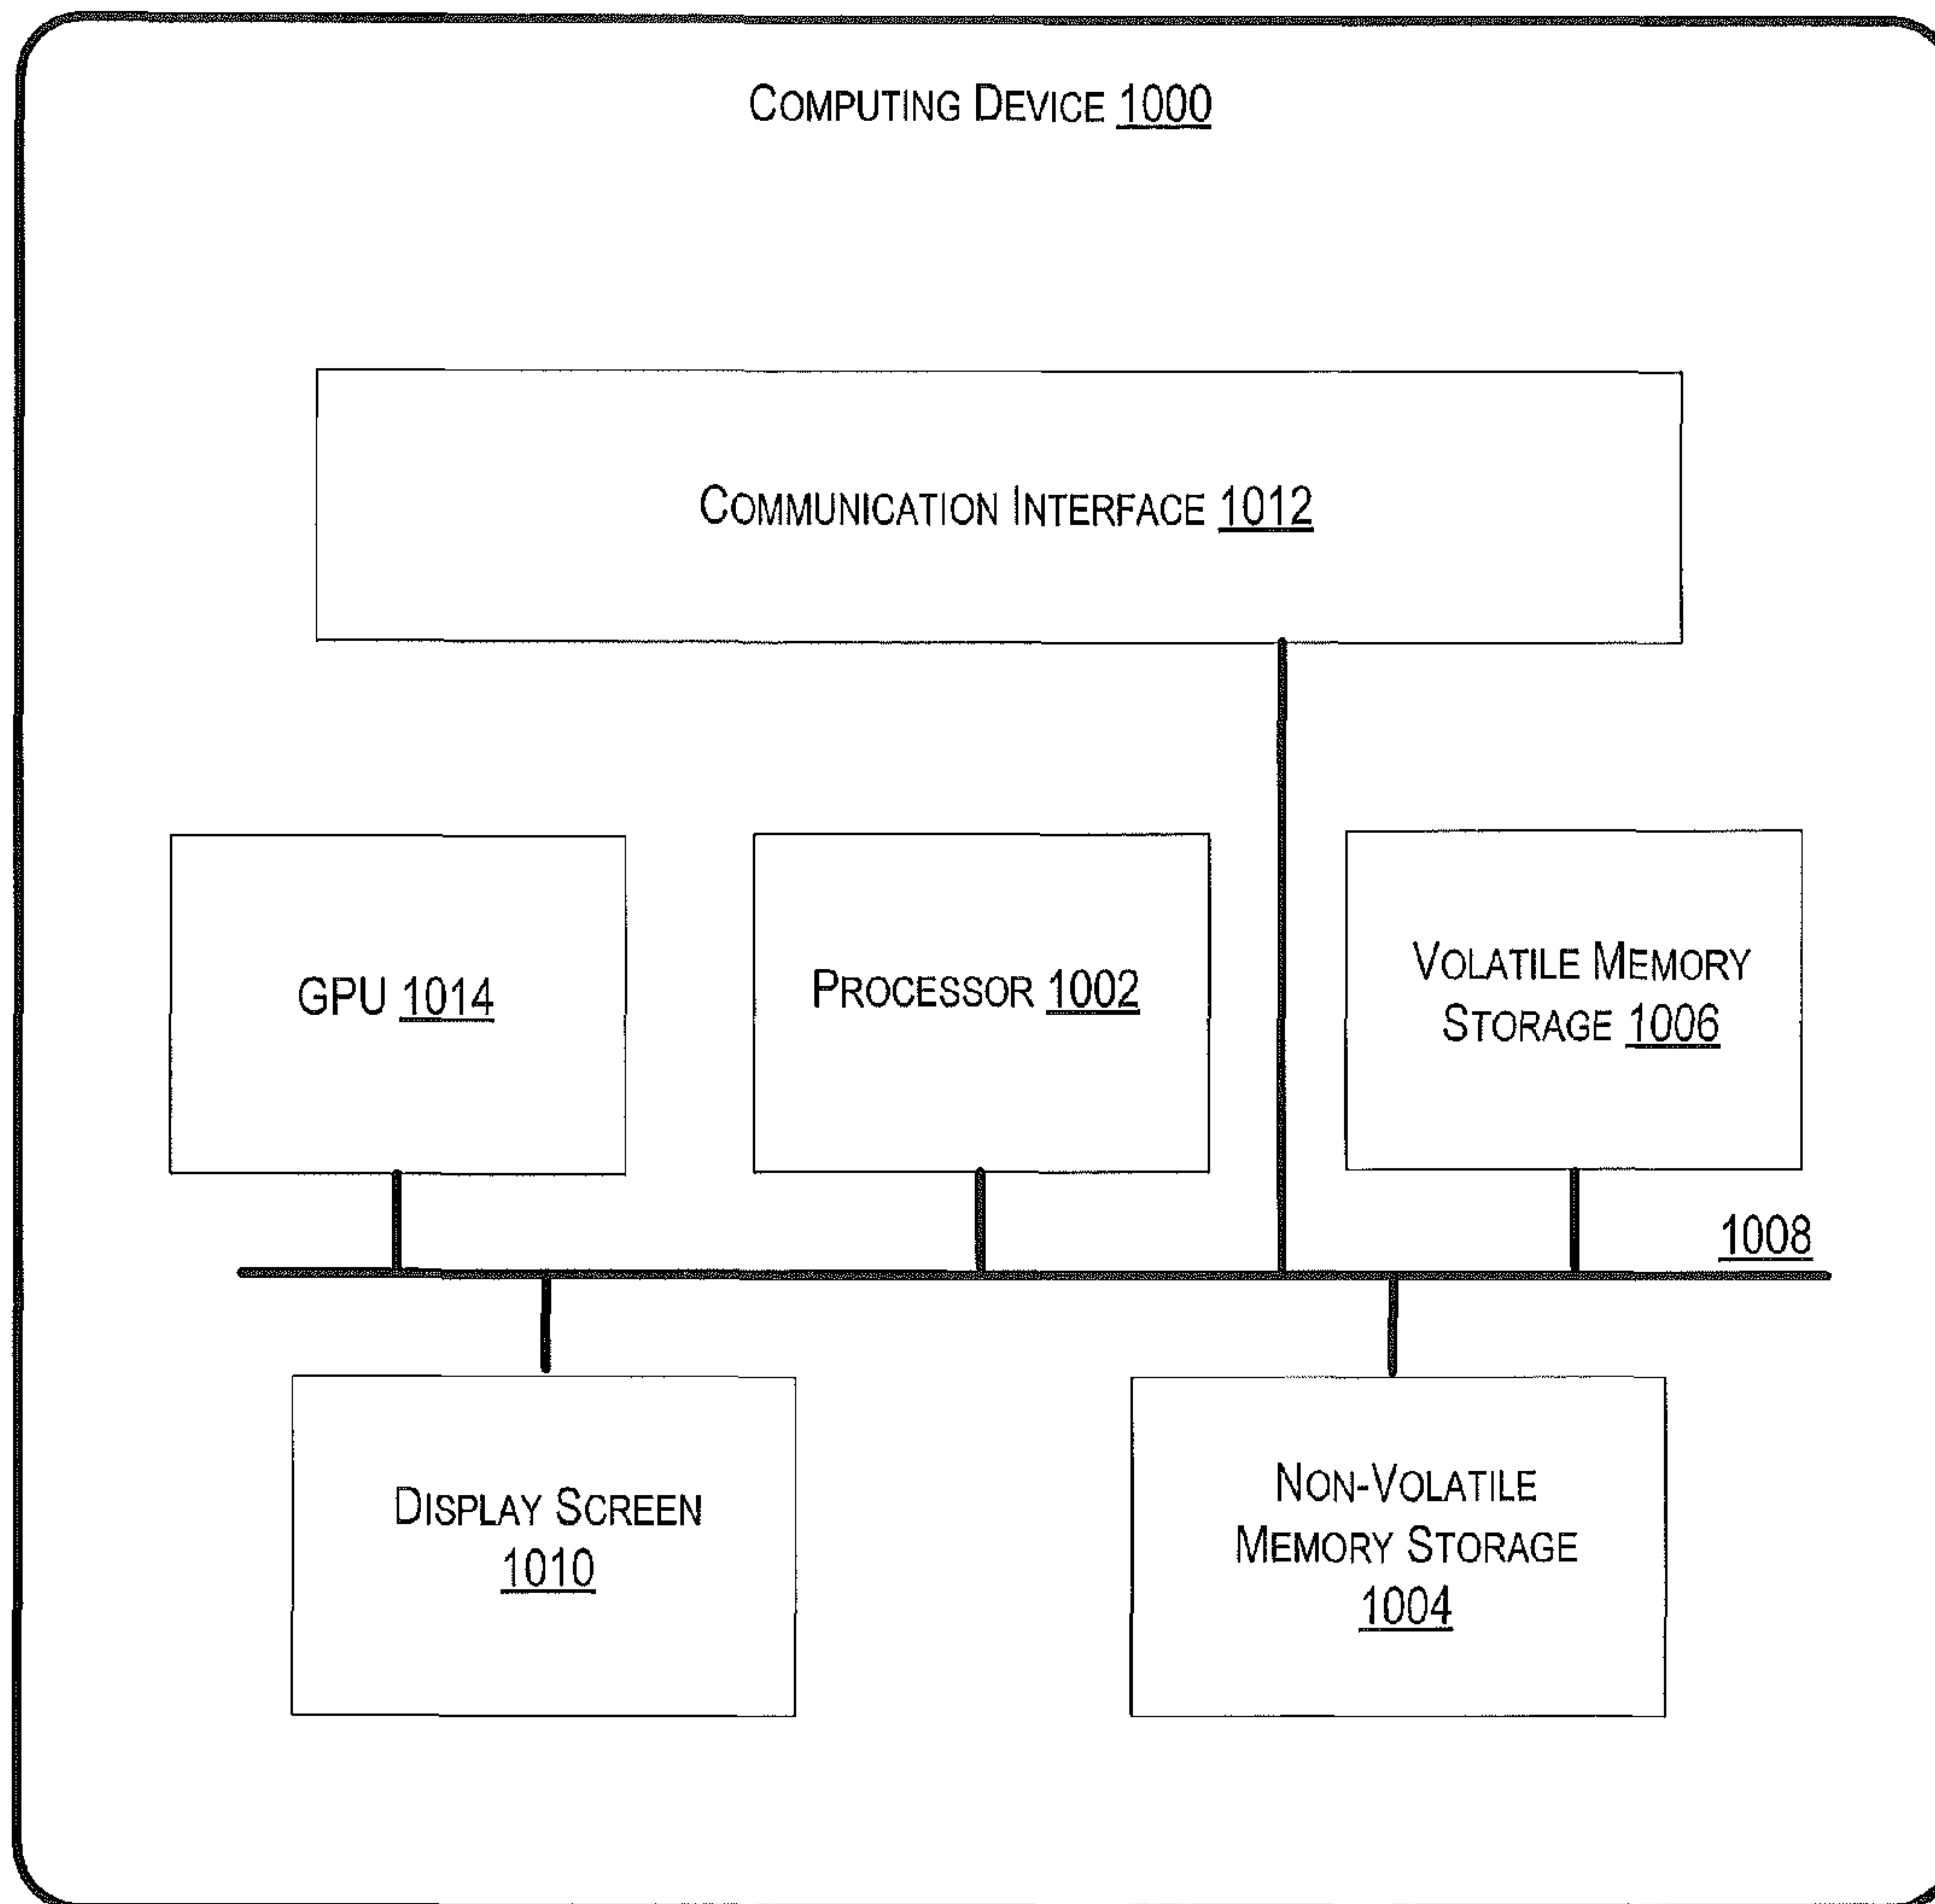 COMPUTING DEVICE 1000
COMMUNICATION INTERFACE 1012
GPU 1014
PROCESSOR 1002
VOLATILE MEMORY
STORAGE 1006
1008
DISPLAY SCREEN
1010
NON-VOLATILE
MEMORY STORAGE
1004